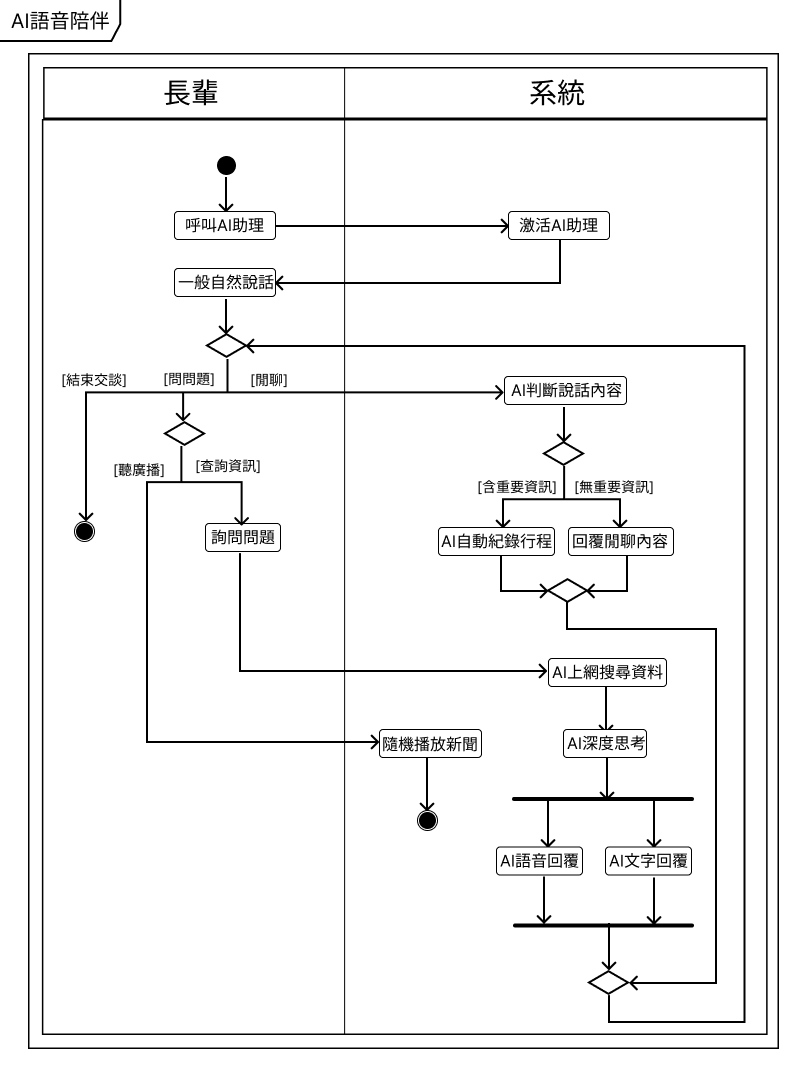 AI語音陪伴
長輩
系統
呼叫AI助理
激活AI助理
一般自然說話
[結束交談]
[問問題]
[閒聊]
AI判斷說話內容
[聽廣播]
[查詢資訊]
[含重要資訊]
[無重要資訊]
詢問問題
AI自動紀錄行程
回覆閒聊內容
AI上網搜尋資料
隨機播放新聞
AI深度思考
AI語音回覆
AI文字回覆